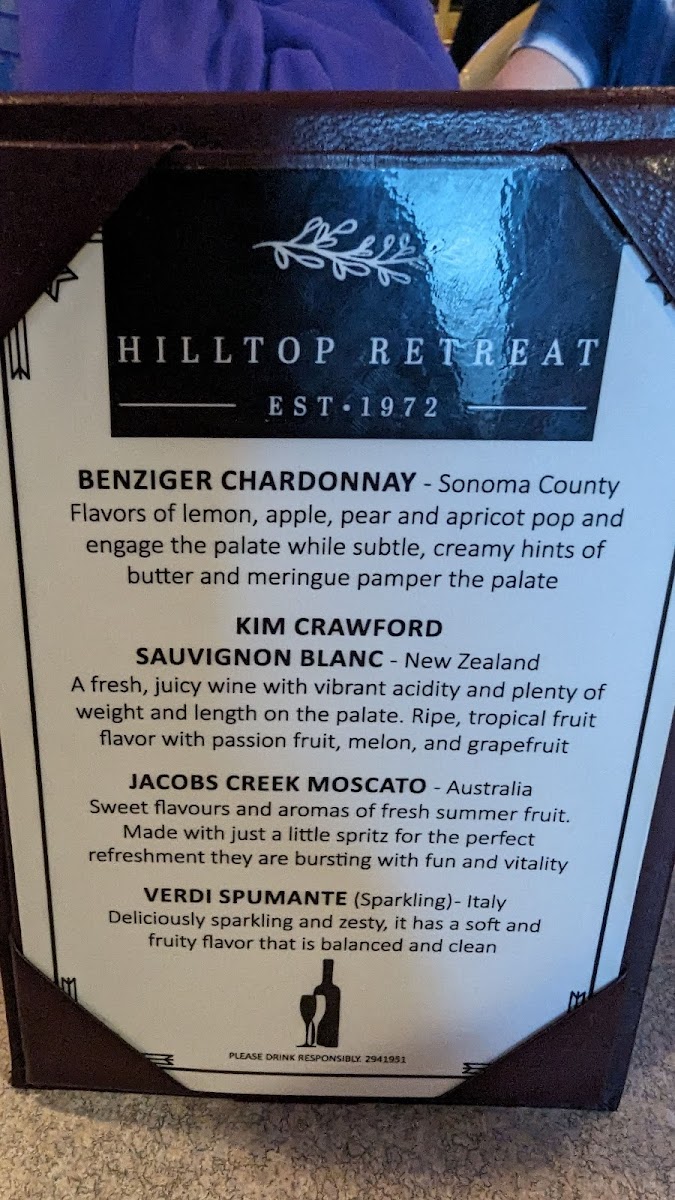 HILLTOP RETREAT
EST•1972
BENZIGER CHARDONNAY - Sonoma County
Flavors of lemon, apple, pear and apricot pop and
engage the palate while subtle, creamy hints of
butter and meringue pamper the palate
KIM CRAWFORD
SAUVIGNON BLANC - New Zealand
A fresh, juicy wine with vibrant acidity and plenty of
weight and length on the palate. Ripe, tropical fruit
flavor with passion fruit, melon, and grapefruit
JACOBS CREEK MOSCATO - Australia
Sweet flavours and aromas of fresh summer fruit.
Made with just a little spritz for the perfect
refreshment they are bursting with fun and vitality
VERDI SPUMANTE (Sparkling)- Italy
Deliciously sparkling and zesty, it has a soft and
fruity flavor that is balanced and clean
PLEASE DRINK RESPONSIBLY. 2941951